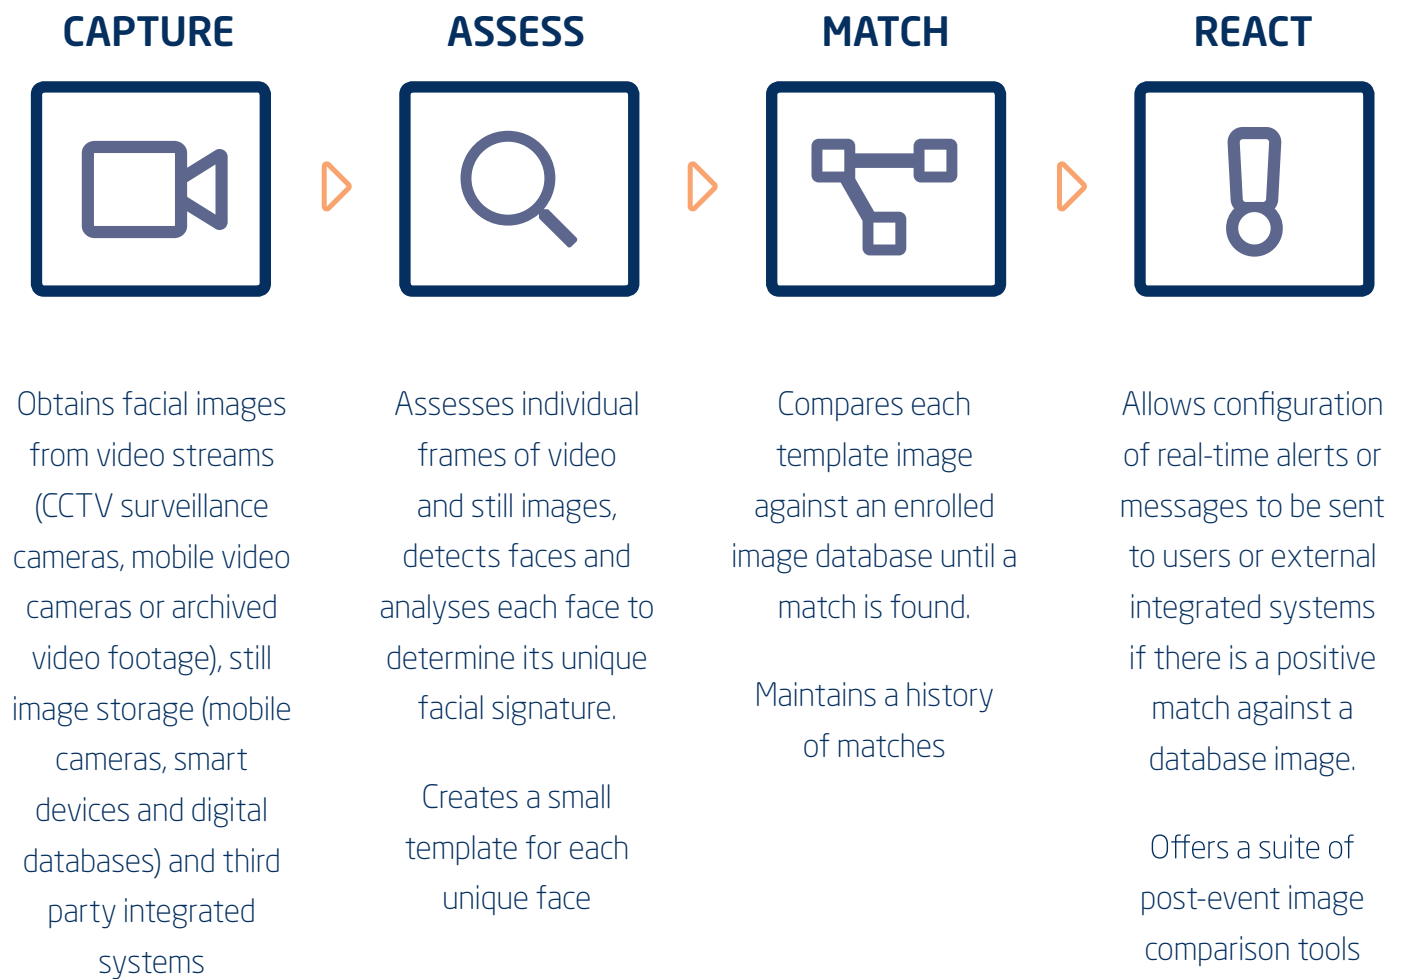 CAPTURE
Obtains facial images
from video streams
(CCTV surveillance
cameras, mobile video
cameras or archived
video footage), still
image storage (mobile
cameras, smart
devices and digital
databases) and third
party integrated
systems
ASSESS
Assesses individual
frames of video
and still images,
detects faces and
analyses each face to
determine its unique
facial signature.
Creates a small
template for each
unique face
MATCH
Compares each
template image
against an enrolled
image database until a
match is found.
Maintains a history
of matches
REACT
Allows configuration
of real-time alerts or
messages to be sent
to users or external
integrated systems
if there is a positive
match against a
database image.
Offers a suite of
post-event image
comparison tools